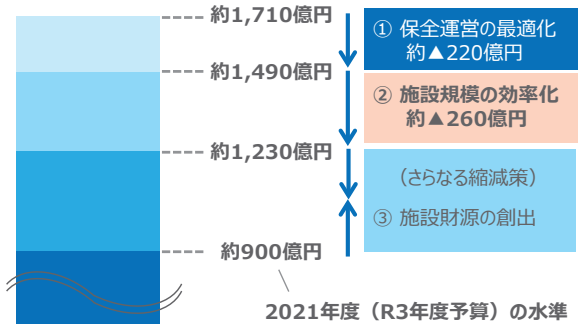 約1,710億円
① 保全運営の最適化
約▲220億円
約1,490億円
② 施設規模の効率化
約▲260億円
約1,230億円
（さらなる縮減策）
③ 施設財源の創出
約900億円
2021年度（R3年度予算）の水準